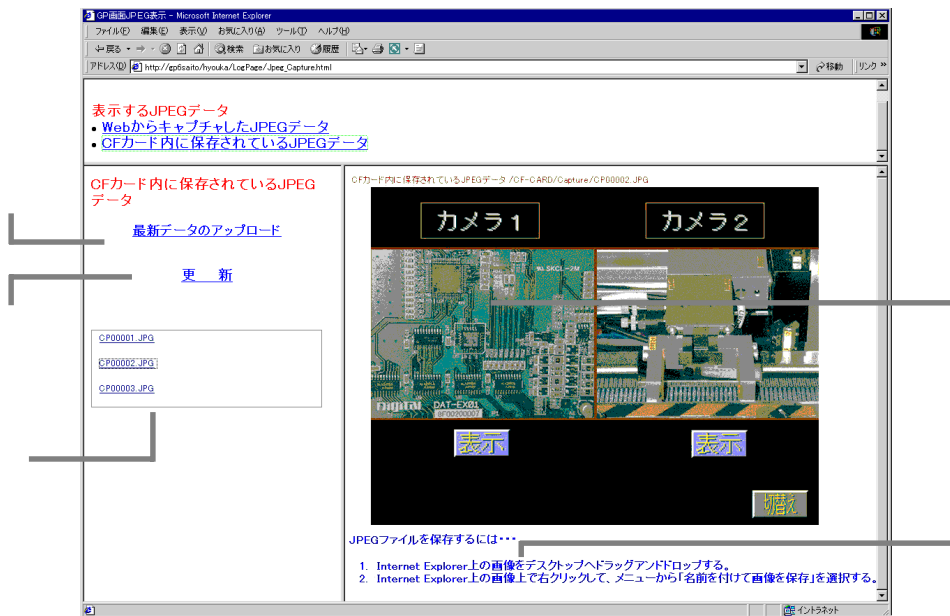 GP画面JPEG表示 - Microsoft Internet Explorer
ファイル(F) 編集(E) 表示(V) お気に入り(A) ツール(T) ヘルプ(H)
戻る 検索 お気に入り 履歴
アドレス(D) http://gp6saito/hyouka/LogPage/Jpeg_Capture.html 移動 リンク »
表示するJPEGデータ
• WebからキャプチャしたJPEGデータ
• CFカード内に保存されているJPEGデータ
CFカード内に保存されているJPEG
データ
最新データのアップロード
更 新
CP00001.JPG
CP00002.JPG
CP00003.JPG
CFカード内に保存されているJPEGデータ /CF-CARD/Capture/CP00002.JPG
カメラ1 カメラ2
SKCL-2M
DAT-EX01
表示 表示
切替え
JPEGファイルを保存するには・・・
1. Internet Explorer上の画像をデスクトップへドラッグアンドドロップする。
2. Internet Explorer上の画像上で右クリックして、メニューから「名前を付けて画像を保存」を選択する。
イントラネット